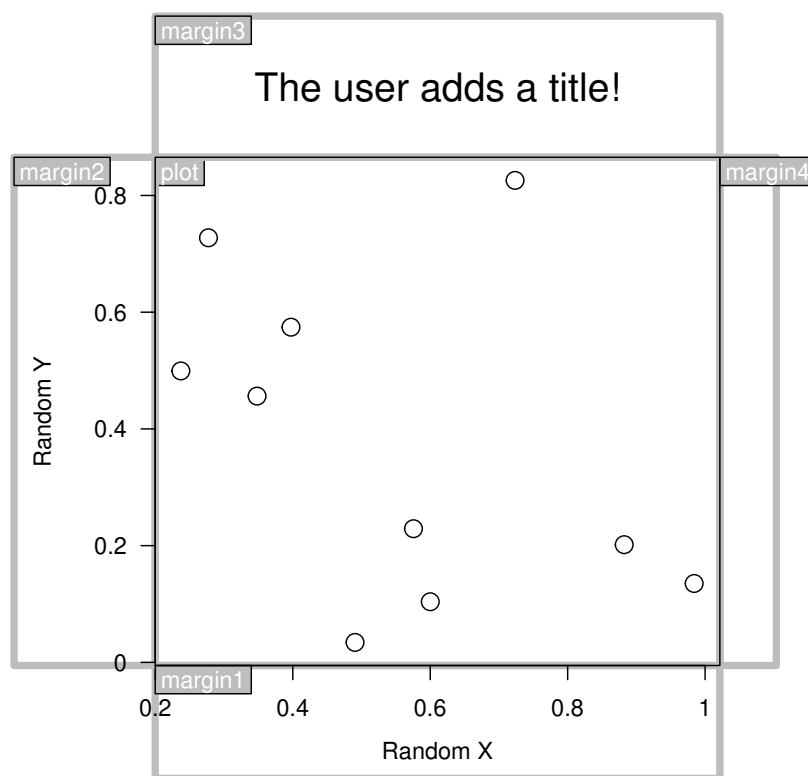 margin3
The user adds a title!
margin2
plot
margin4
0.8
0.6
0.4
0.2
0
Random Y
margin1
0.2 0.4 0.6 0.8 1
Random X